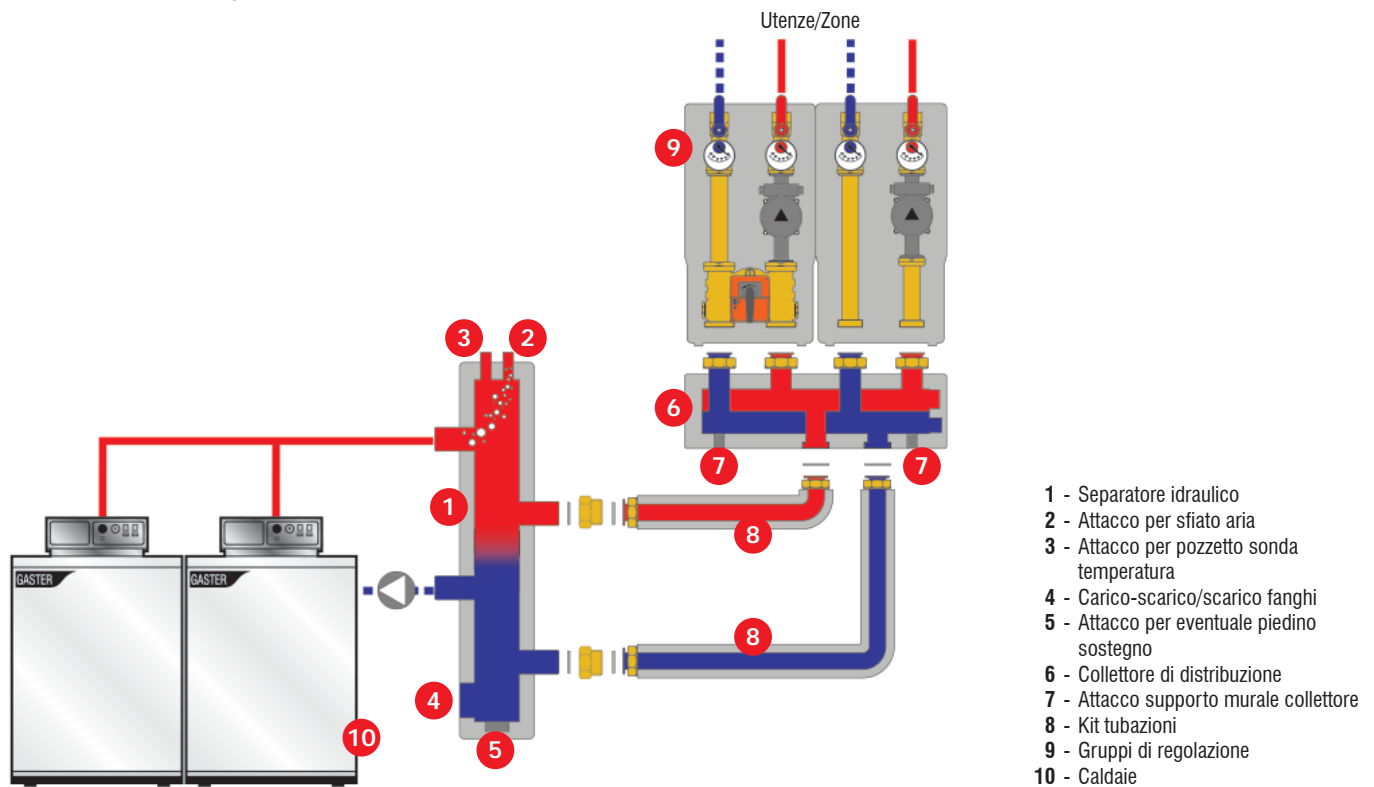 Utenze/Zone
9
3
2
6
7
7
1
8
GASTER
GASTER
8
4
10
5
1 - Separatore idraulico
2 - Attacco per sfiato aria
3 - Attacco per pozzetto sonda
temperatura
4 - Carico-scarico/scarico fanghi
5 - Attacco per eventuale piedino
sostegno
6 - Collettore di distribuzione
7 - Attacco supporto murale collettore
8 - Kit tubazioni
9 - Gruppi di regolazione
10 - Caldaie